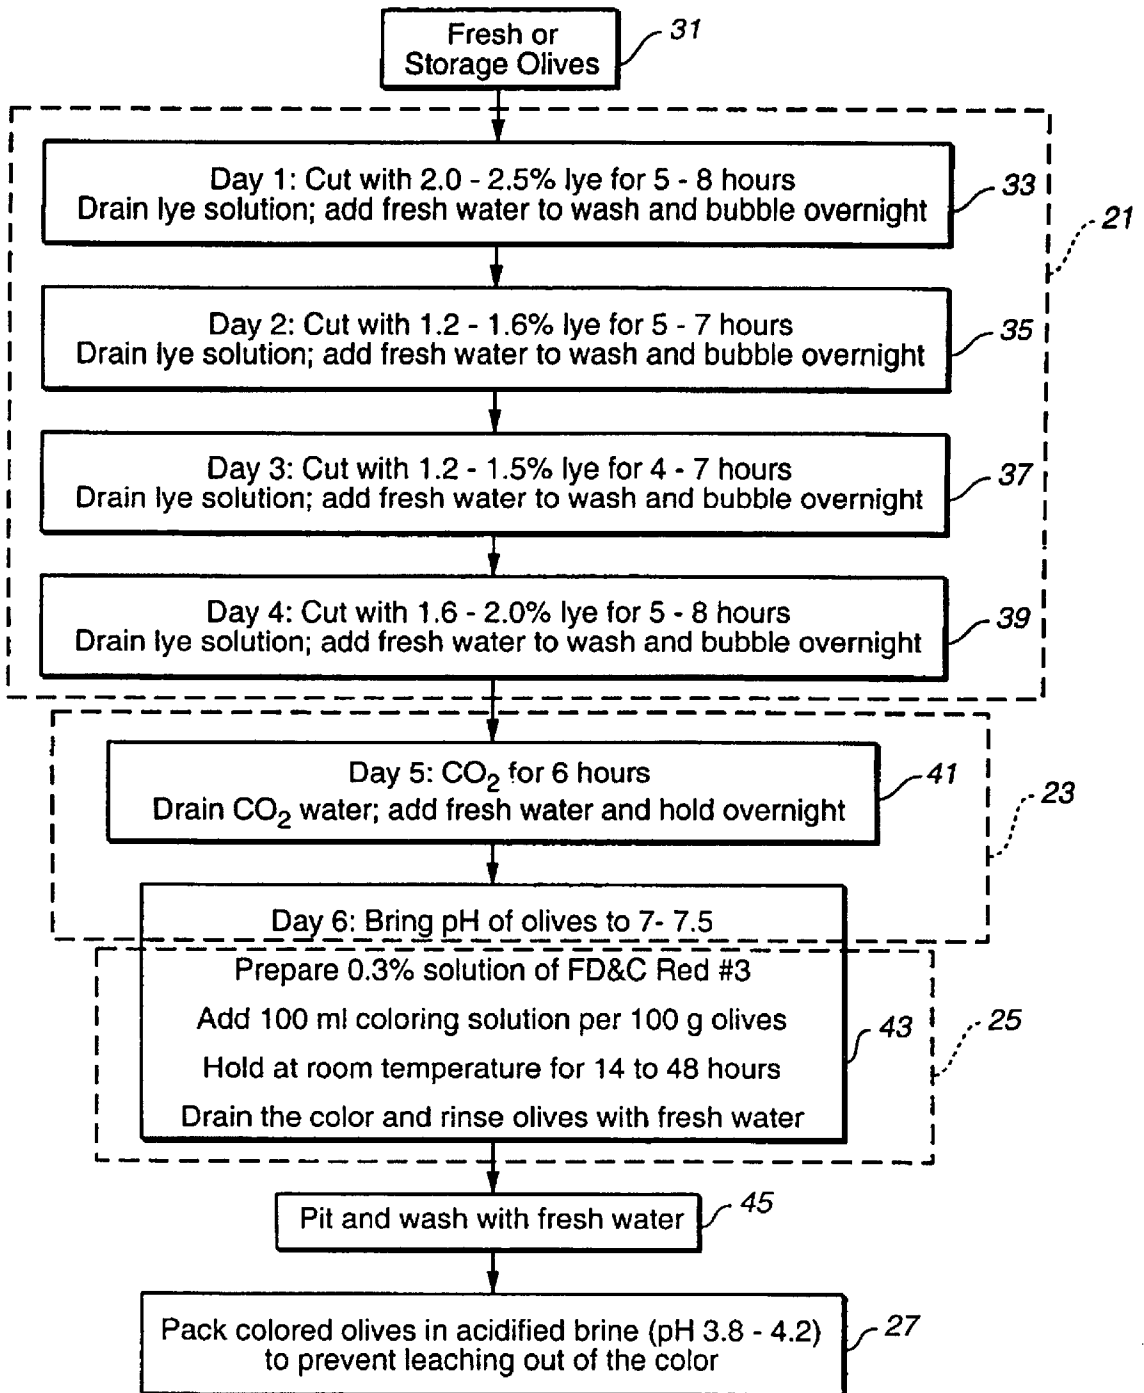 Fresh or
Storage Olives
31
Day 1: Cut with 2.0 - 2.5% lye for 5 - 8 hours
Drain lye solution; add fresh water to wash and bubble overnight
33
21
Day 2: Cut with 1.2 - 1.6% lye for 5 - 7 hours
Drain lye solution; add fresh water to wash and bubble overnight
35
Day 3: Cut with 1.2 - 1.5% lye for 4 - 7 hours
Drain lye solution; add fresh water to wash and bubble overnight
37
Day 4: Cut with 1.6 - 2.0% lye for 5 - 8 hours
Drain lye solution; add fresh water to wash and bubble overnight
39
Day 5: CO2 for 6 hours
Drain CO2 water; add fresh water and hold overnight
41
23
Day 6: Bring pH of olives to 7- 7.5
Prepare 0.3% solution of FD&C Red #3
Add 100 ml coloring solution per 100 g olives
Hold at room temperature for 14 to 48 hours
Drain the color and rinse olives with fresh water
43
25
Pit and wash with fresh water
45
Pack colored olives in acidified brine (pH 3.8 - 4.2)
to prevent leaching out of the color
27